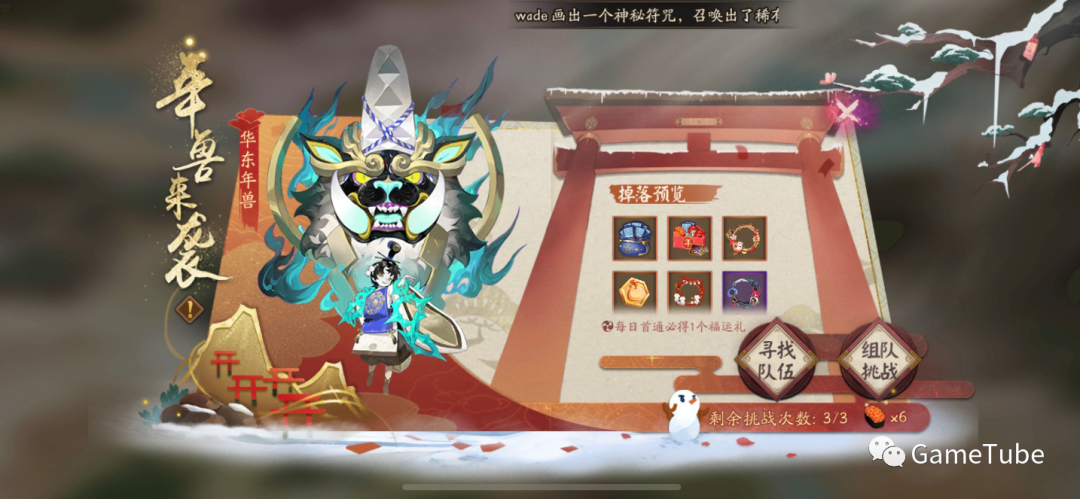 wade 画出一个神秘符咒，召唤出了稀有
年兽来袭
华东年兽
掉落预览
每日首通必得1个福运礼
寻找
队伍
组队
挑战
剩余挑战次数: 3/3
x6
GameTube